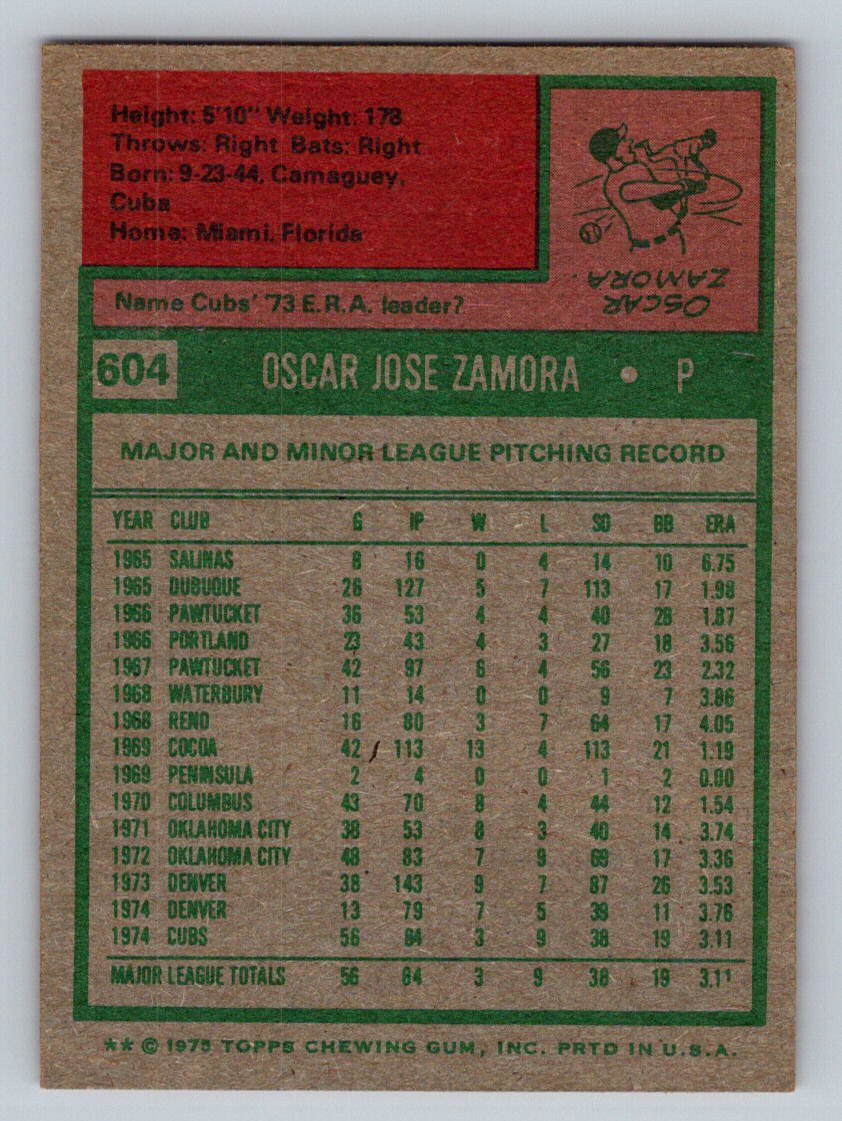 Height: 5'10" Weight: 178
Throws: Right Bats: Right
Born: 9-23-44, Camaguey,
Cuba
Home: Miami, Florida
Name Cubs' '73 E.R.A. leader?
OSCAR
ZAMORA
604 OSCAR JOSE ZAMORA • P
MAJOR AND MINOR LEAGUE PITCHING RECORD
YEAR CLUB G IP W L SO BB ERA
1965 SALINAS 8 16 0 4 14 10 6.75
1965 DUBUQUE 26 127 5 7 113 17 1.98
1966 PAWTUCKET 36 53 4 4 40 28 1.87
1966 PORTLAND 23 43 4 3 27 18 3.56
1967 PAWTUCKET 42 97 6 4 56 23 2.32
1968 WATERBURY 11 14 0 0 9 7 3.86
1968 RENO 16 80 3 7 64 17 4.05
1969 COCOA 42 113 13 4 113 21 1.19
1969 PENINSULA 2 4 0 0 1 2 0.00
1970 COLUMBUS 43 70 8 4 44 12 1.54
1971 OKLAHOMA CITY 38 53 8 3 40 14 3.74
1972 OKLAHOMA CITY 48 83 7 9 69 17 3.36
1973 DENVER 38 143 9 7 87 26 3.53
1974 DENVER 13 79 7 5 39 11 3.76
1974 CUBS 56 84 3 9 38 19 3.11
MAJOR LEAGUE TOTALS 56 84 3 9 38 19 3.11
** © 1975 TOPPS CHEWING GUM, INC. PRTD IN U.S.A.